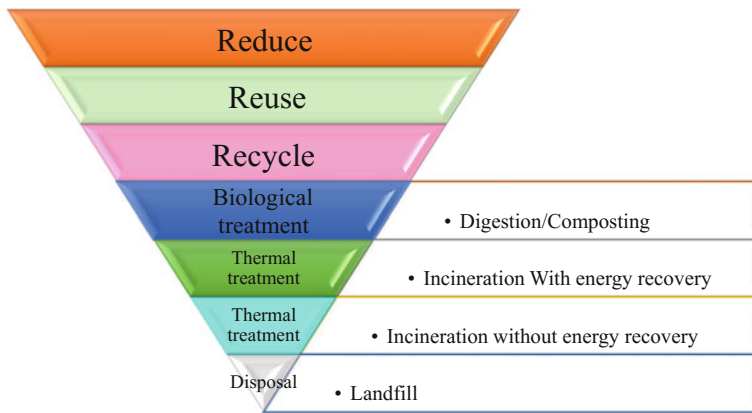 Reduce
Reuse
Recycle
Biological
treatment
• Digestion/Composting
Thermal
treatment
• Incineration With energy recovery
Thermal
treatment
• Incineration without energy recovery
Disposal
• Landfill